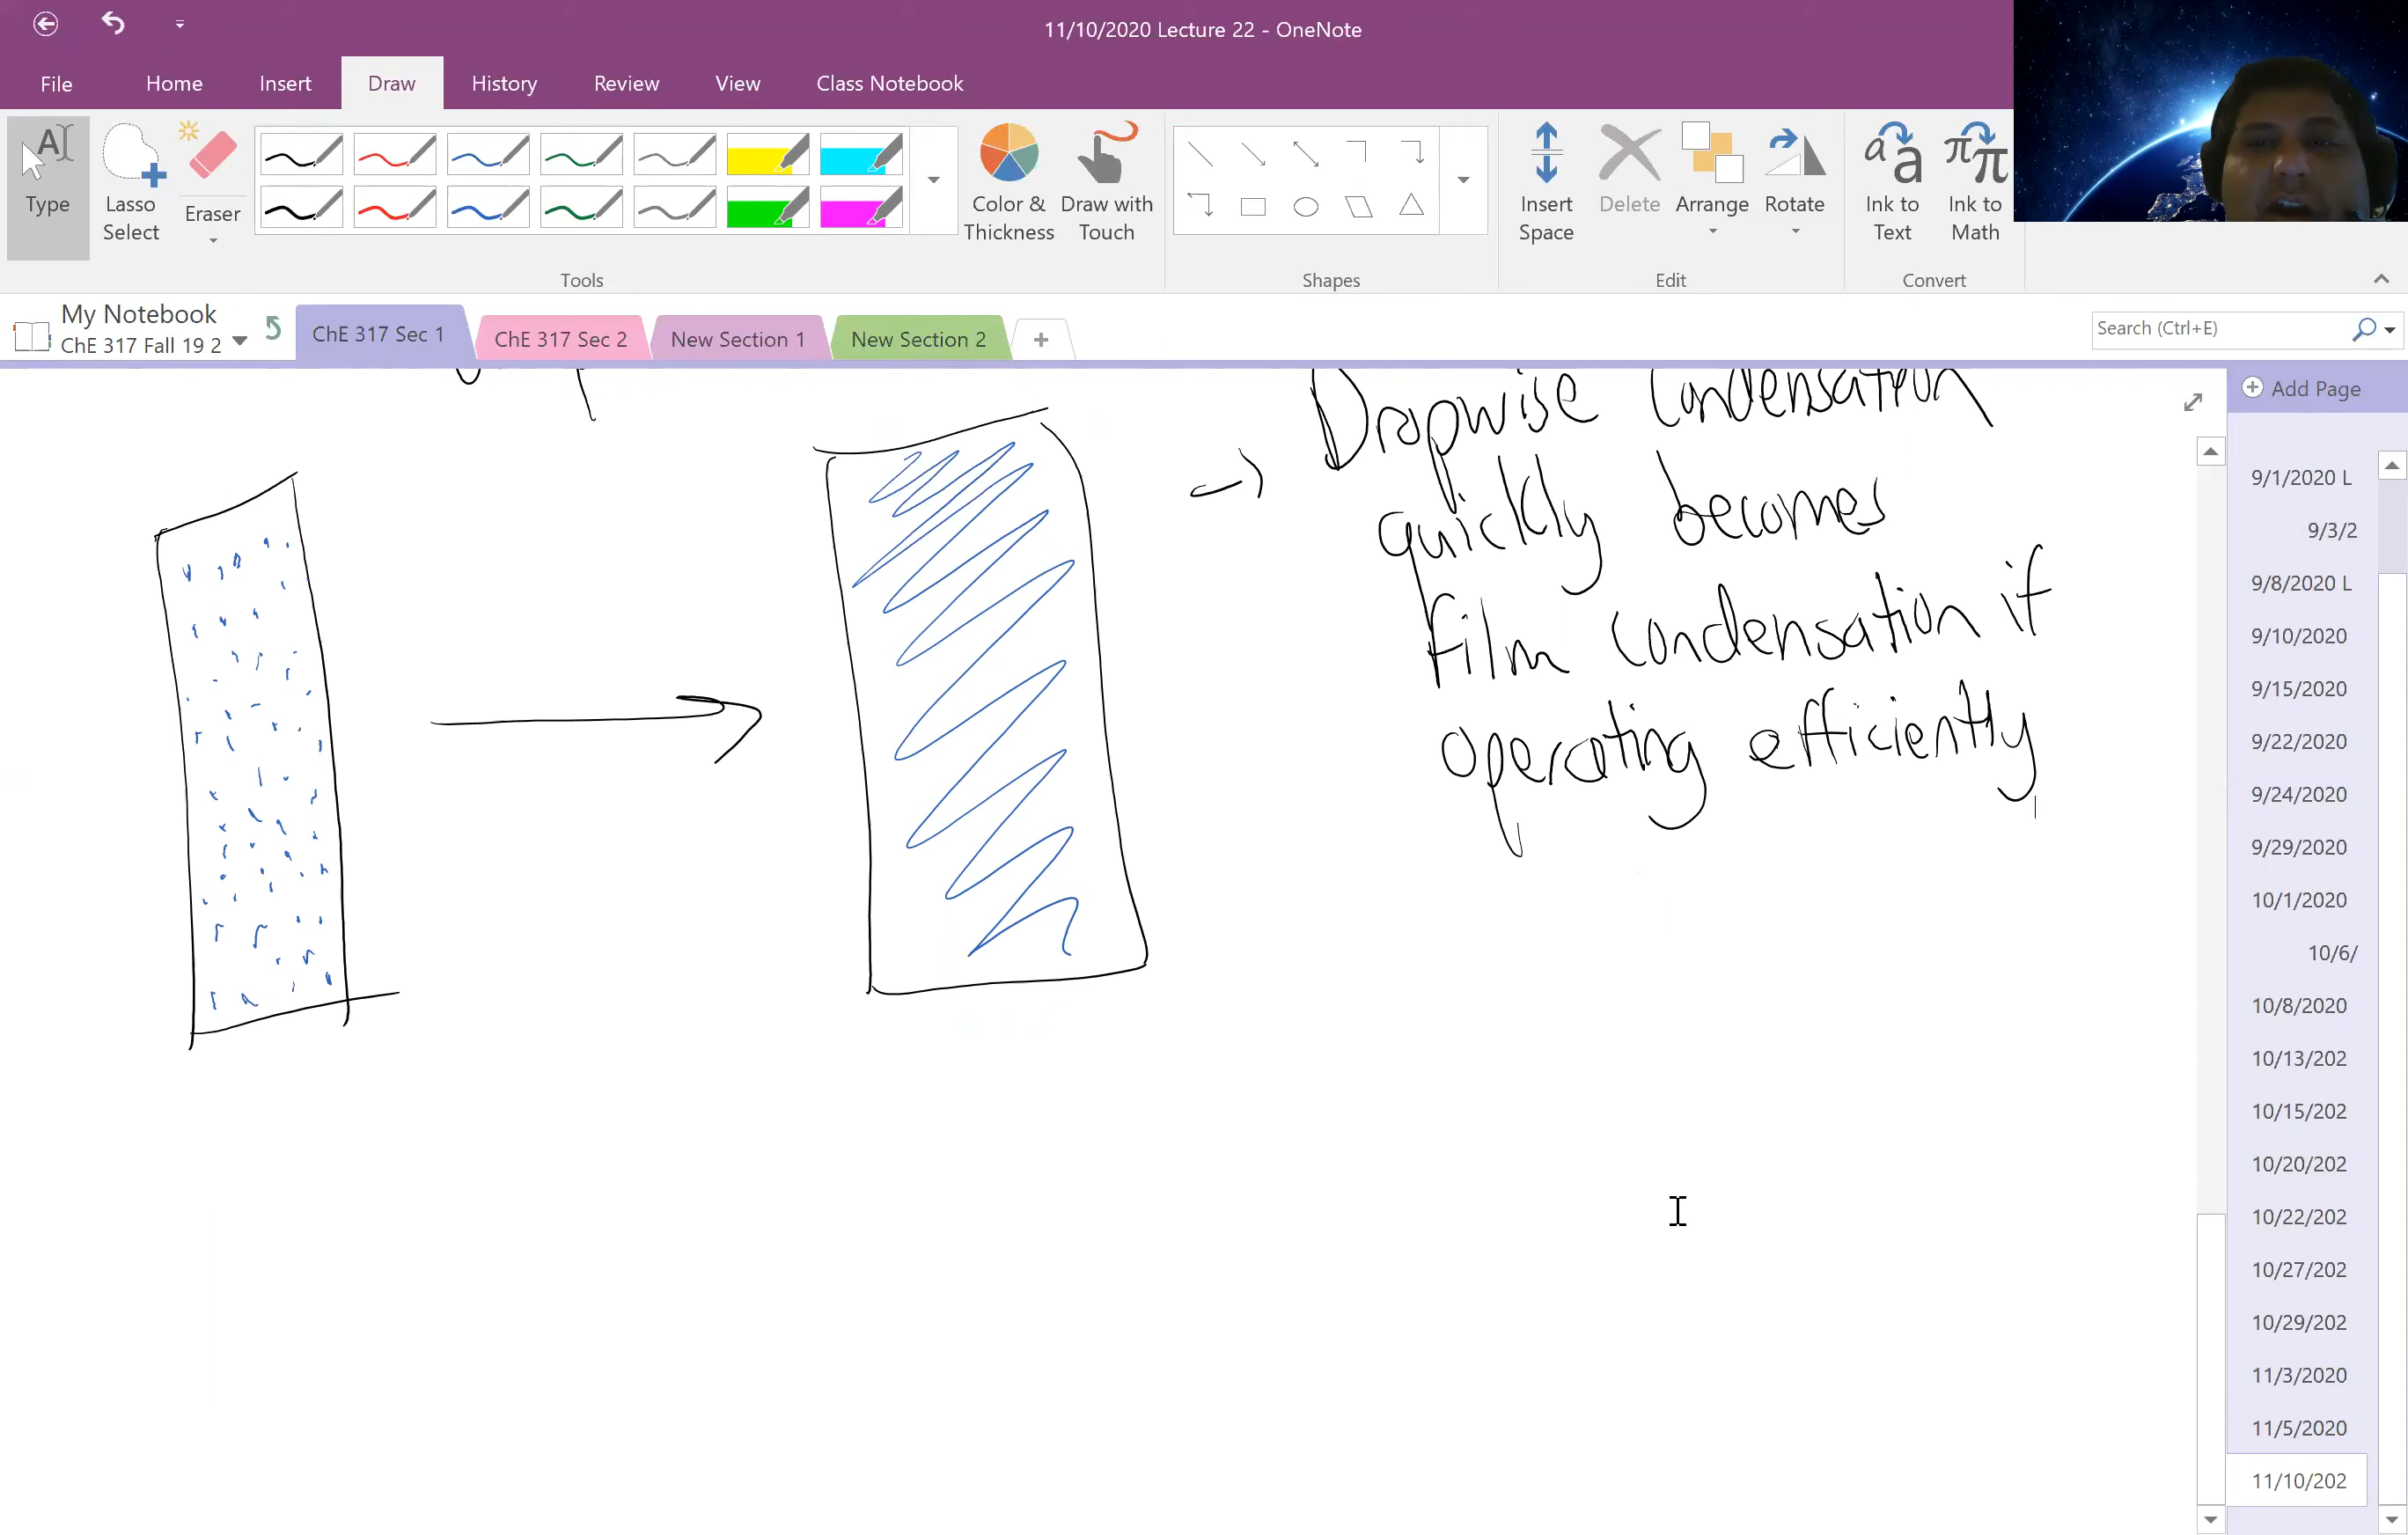 11/10/2020 Lecture 22 - OneNote
File Home Insert Draw History Review View Class Notebook
Type
Lasso Select
Eraser
Color & Thickness
Draw with Touch
Insert Space
Delete
Arrange
Rotate
Ink to Text
Ink to Math
Tools Shapes Edit Convert
My Notebook
ChE 317 Fall 19 2
ChE 317 Sec 1 ChE 317 Sec 2 New Section 1 New Section 2 +
Search (Ctrl+E)
Add Page
Dropwise Condensation
quickly becomes
film condensation if
operating efficiently
9/1/2020 L
9/3/2
9/8/2020 L
9/10/2020
9/15/2020
9/22/2020
9/24/2020
9/29/2020
10/1/2020
10/6/
10/8/2020
10/13/202
10/15/202
10/20/202
10/22/202
10/27/202
10/29/202
11/3/2020
11/5/2020
11/10/202